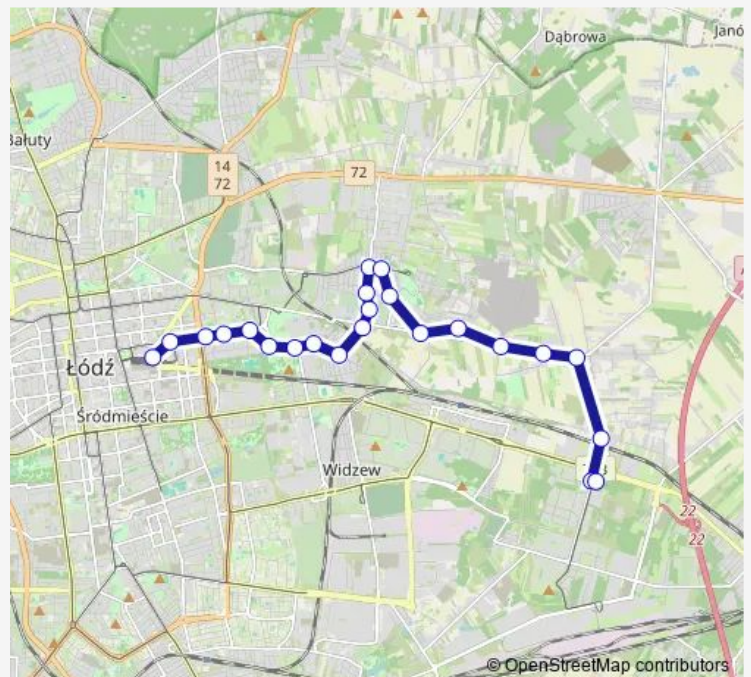 Dąbrowa
Janó
Bałuty
14
72
72
Łódź
Śródmieście
Widzew
22
22
© OpenStreetMap contributors